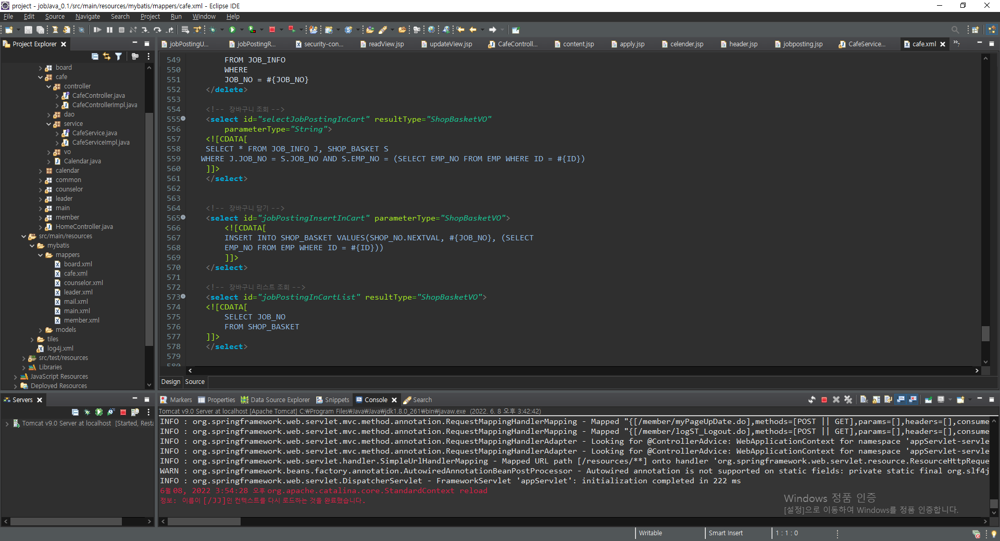 project - jobJava_0.1/src/main/resources/mybatis/mappers/cafe.xml - Eclipse IDE
File Edit Source Navigate Search Project Run Window Help
Project Explorer
jobPostingU... jobPostingR... security-con... readView.jsp updateView.jsp CafeControll... content.jsp apply.jsp celender.jsp header.jsp jobposting.jsp CafeService... cafe.xml 7
board
cafe
controller
CafeController.java
CafeControllerImpl.java
dao
service
CafeService.java
CafeServiceImpl.java
vo
Calendar.java
calendar
common
counselor
leader
main
member
HomeController.java
src/main/resources
mybatis
mappers
board.xml
cafe.xml
counselor.xml
leader.xml
mail.xml
main.xml
member.xml
models
tiles
log4j.xml
src/test/resources
Libraries
JavaScript Resources
Deployed Resources
549 FROM JOB_INFO
550 WHERE
551 JOB_NO = #{JOB_NO}
552 </delete>
553
554 <!-- 장바구니 조회 -->
555 <select id="selectJobPostingInCart" resultType="ShopBasketVO"
556 parameterType="String">
557 <![CDATA[
558 SELECT * FROM JOB_INFO J, SHOP_BASKET S
559 WHERE J.JOB_NO = S.JOB_NO AND S.EMP_NO = (SELECT EMP_NO FROM EMP WHERE ID = #{ID})
560 ]]>
561 </select>
562
563
564 <!-- 장바구니 담기 -->
565 <select id="jobPostingInsertInCart" parameterType="ShopBasketVO">
566 <![CDATA[
567 INSERT INTO SHOP_BASKET VALUES(SHOP_NO.NEXTVAL, #{JOB_NO}, (SELECT
568 EMP_NO FROM EMP WHERE ID = #{ID}))
569 ]]>
570 </select>
571
572 <!-- 장바구니 리스트 조회 -->
573 <select id="jobPostingInCartList" resultType="ShopBasketVO">
574 <![CDATA[
575 SELECT JOB_NO
576 FROM SHOP_BASKET
577 ]]>
578 </select>
579
580
Design Source
Servers
Tomcat v9.0 Server at localhost [Started, Resta
Markers Properties Data Source Explorer Snippets Console Search
Tomcat v9.0 Server at localhost [Apache Tomcat] C:₩Program Files₩Java₩Java₩jdk1.8.0_261₩bin₩javaw.exe (2022. 6. 8 오후 3:42:42)
INFO : org.springframework.web.servlet.mvc.method.annotation.RequestMappingHandlerMapping - Mapped "{[/member/myPageUpDate.do],methods=[POST || GET],params=[],headers=[],consume
INFO : org.springframework.web.servlet.mvc.method.annotation.RequestMappingHandlerMapping - Mapped "{[/member/logST_Logout.do],methods=[POST || GET],params=[],headers=[],consume
INFO : org.springframework.web.servlet.mvc.method.annotation.RequestMappingHandlerAdapter - Looking for @ControllerAdvice: WebApplicationContext for namespace 'appServlet-servle
INFO : org.springframework.web.servlet.mvc.method.annotation.RequestMappingHandlerAdapter - Looking for @ControllerAdvice: WebApplicationContext for namespace 'appServlet-servle
INFO : org.springframework.web.servlet.handler.SimpleUrlHandlerMapping - Mapped URL path [/resources/**] onto handler 'org.springframework.web.servlet.resource.ResourceHttpReque
WARN : org.springframework.beans.factory.annotation.AutowiredAnnotationBeanPostProcessor - Autowired annotation is not supported on static fields: private static final org.slf4j
INFO : org.springframework.web.servlet.DispatcherServlet - FrameworkServlet 'appServlet': initialization completed in 222 ms
6월 08, 2022 3:54:28 오후 org.apache.catalina.core.StandardContext reload
정보: 이름이 [/JJ]인 컨텍스트를 다시 로드하는 것을 완료했습니다.
Windows 정품 인증
[설정]으로 이동하여 Windows를 정품 인증합니다.
Writable Smart Insert 1 : 1 : 0